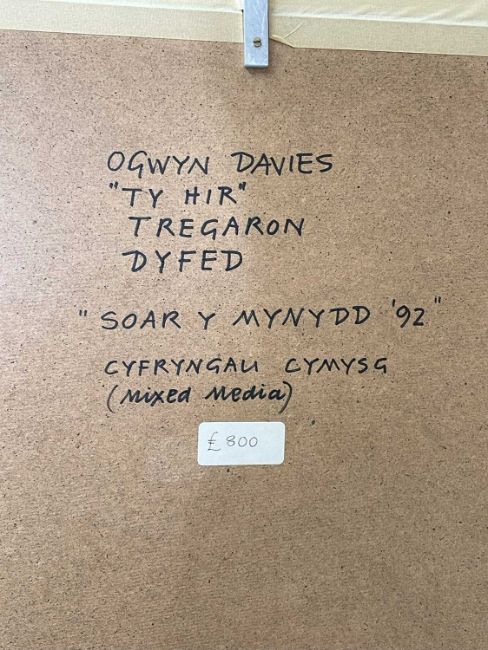 OGWYN DAVIES
"TY HIR"
TREGARON
DYFED
"SOAR Y MYNYDD '92"
CYFRYNGAU CYMYSG
(Mixed Media)
£800